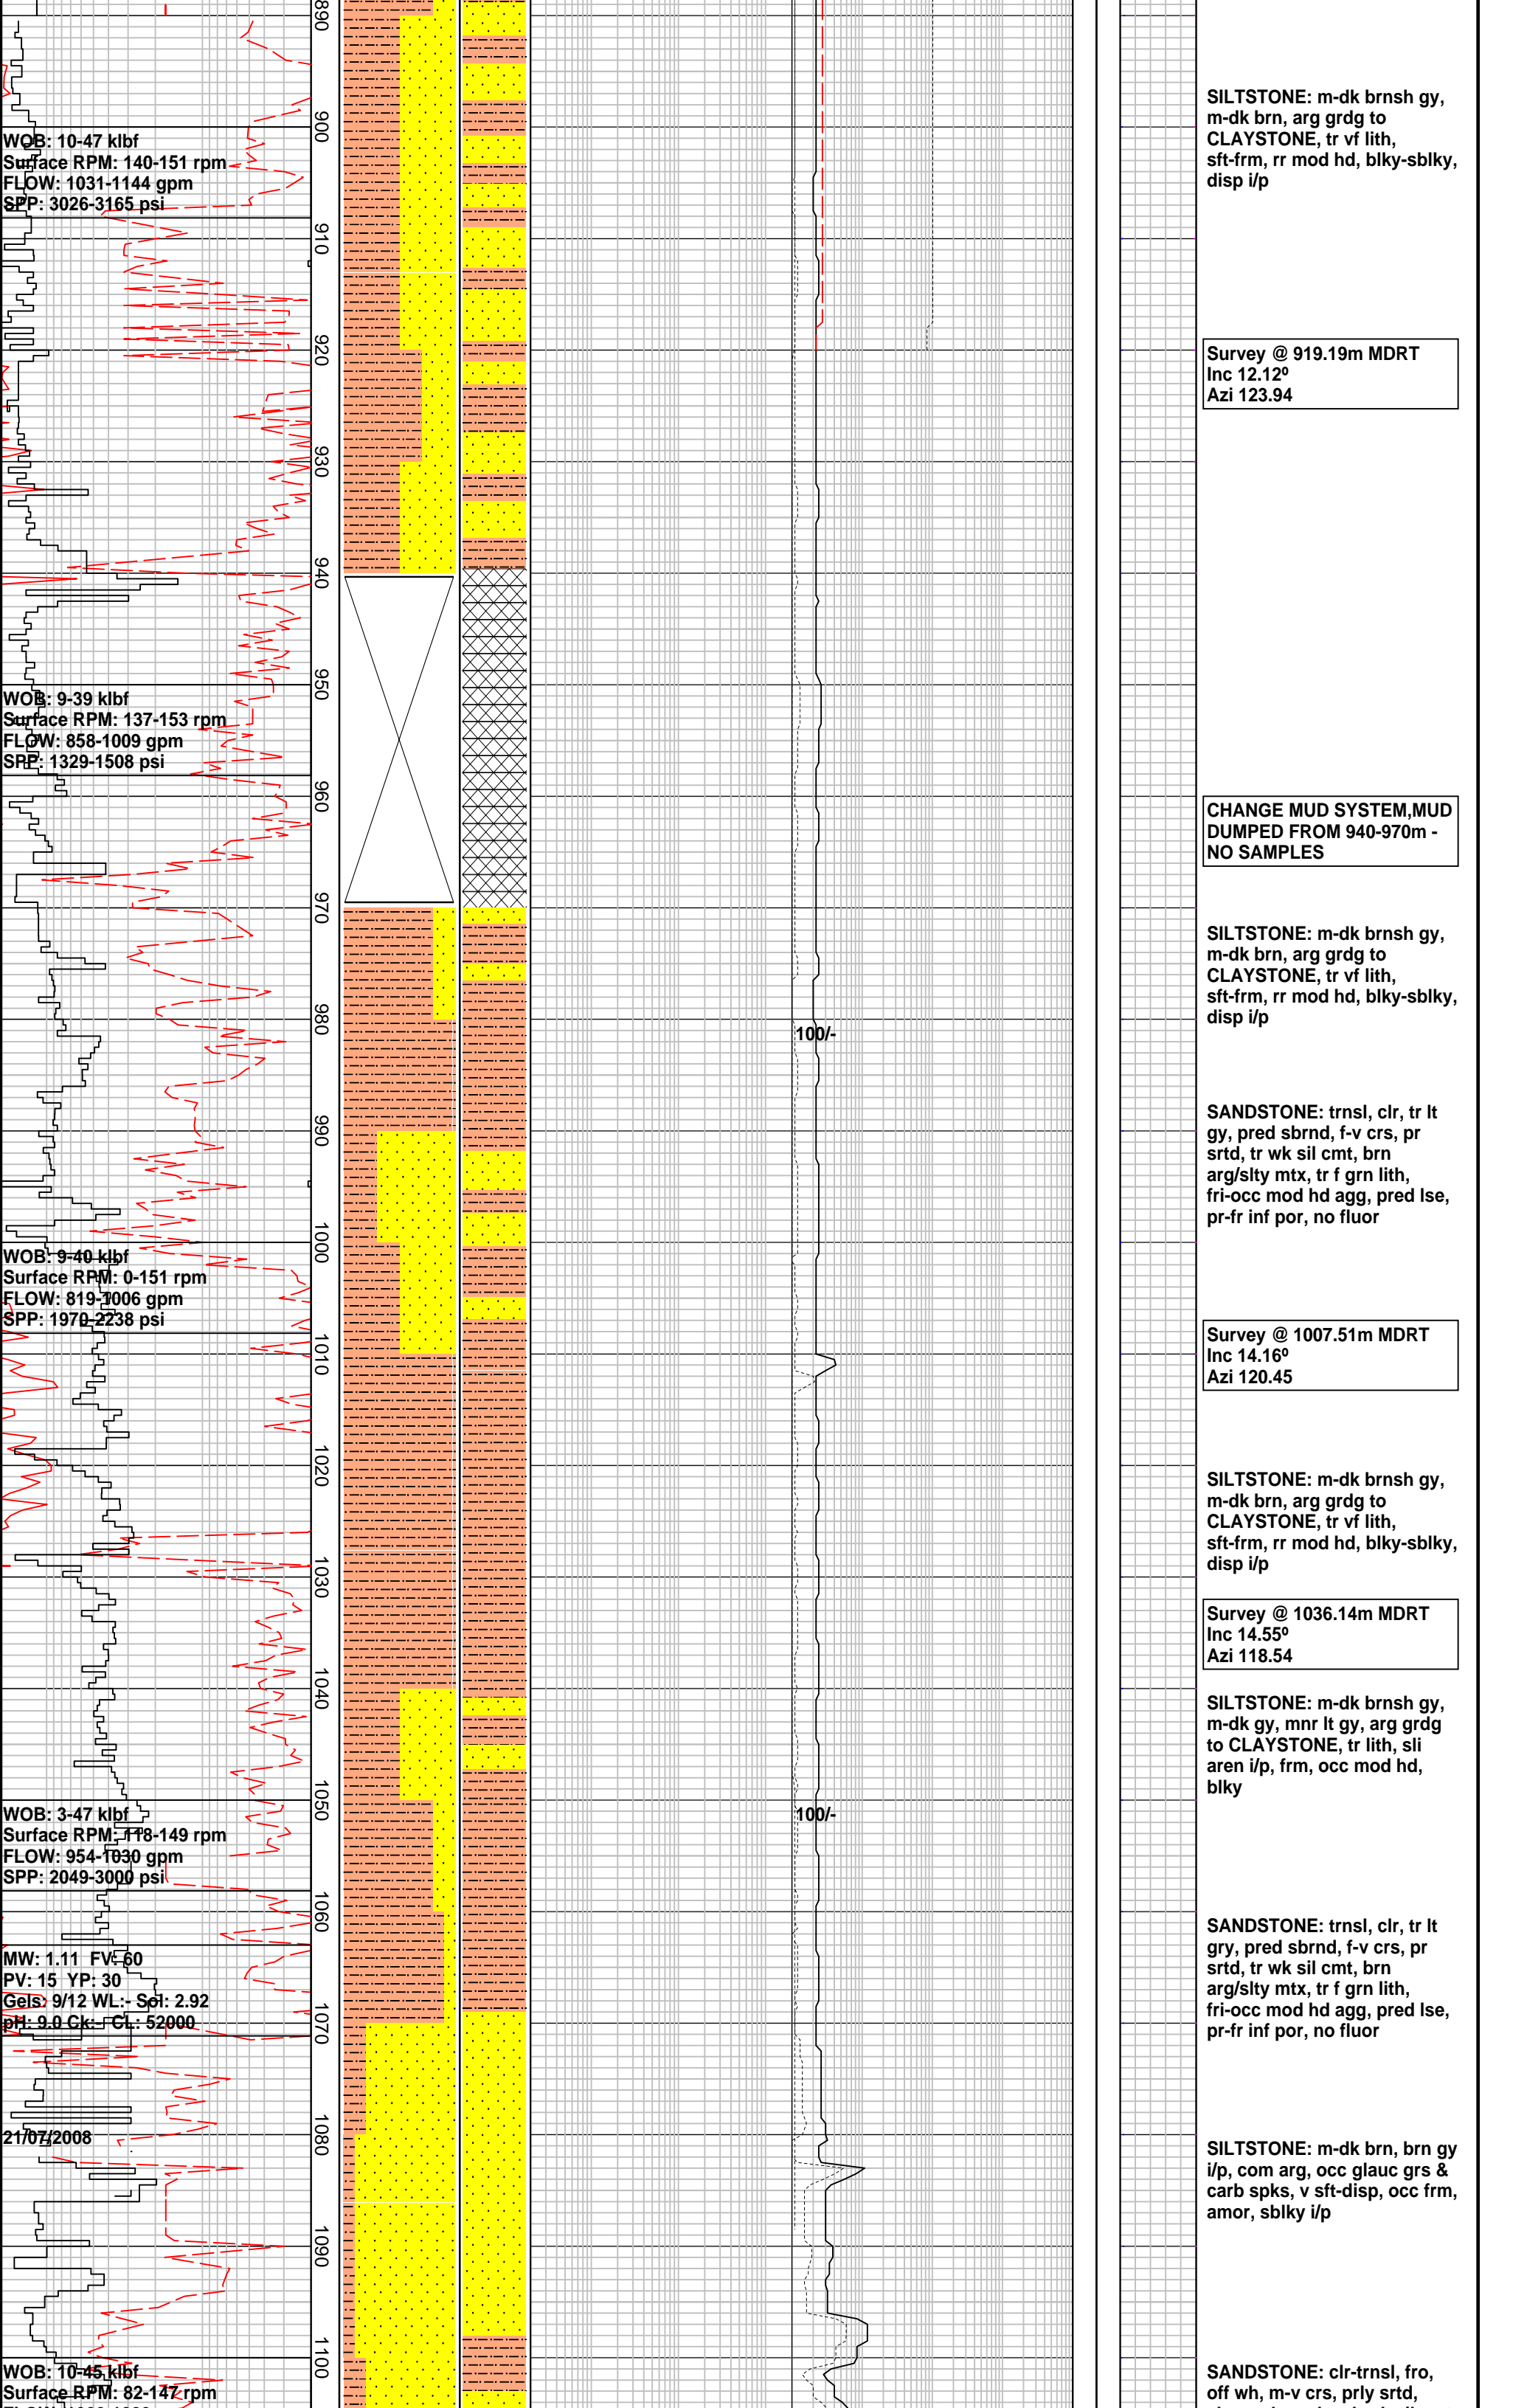 890
SILTSTONE: m-dk brnsh gy,
m-dk brn, arg grdg to
CLAYSTONE, tr vf lith,
sft-frm, rr mod hd, blky-sblky,
disp i/p
900
WOB: 10-47 klbf
Surface RPM: 140-151 rpm
FLOW: 1031-1144 gpm
SPP: 3026-3165 psi
910
920
Survey @ 919.19m MDRT
Inc 12.12º
Azi 123.94
930
940
950
WOB: 9-39 klbf
Surface RPM: 137-153 rpm
FLOW: 858-1009 gpm
SPP: 1329-1508 psi
960
CHANGE MUD SYSTEM,MUD
DUMPED FROM 940-970m -
NO SAMPLES
970
SILTSTONE: m-dk brnsh gy,
m-dk brn, arg grdg to
CLAYSTONE, tr vf lith,
sft-frm, rr mod hd, blky-sblky,
disp i/p
980
100/-
990
SANDSTONE: trnsl, clr, tr lt
gy, pred sbrnd, f-v crs, pr
srtd, tr wk sil cmt, brn
arg/slty mtx, tr f grn lith,
fri-occ mod hd agg, pred lse,
pr-fr inf por, no fluor
1000
WOB: 9-40 klbf
Surface RPM: 0-151 rpm
FLOW: 819-1006 gpm
SPP: 1970-2238 psi
1010
Survey @ 1007.51m MDRT
Inc 14.16º
Azi 120.45
1020
SILTSTONE: m-dk brnsh gy,
m-dk brn, arg grdg to
CLAYSTONE, tr vf lith,
sft-frm, rr mod hd, blky-sblky,
disp i/p
1030
Survey @ 1036.14m MDRT
Inc 14.55º
Azi 118.54
1040
SILTSTONE: m-dk brnsh gy,
m-dk gy, mnr lt gy, arg grdg
to CLAYSTONE, tr lith, sli
aren i/p, frm, occ mod hd,
blky
1050
100/-
WOB: 3-47 klbf
Surface RPM: 118-149 rpm
FLOW: 954-1030 gpm
SPP: 2049-3000 psi
1060
SANDSTONE: trnsl, clr, tr lt
gry, pred sbrnd, f-v crs, pr
srtd, tr wk sil cmt, brn
arg/slty mtx, tr f grn lith,
fri-occ mod hd agg, pred lse,
pr-fr inf por, no fluor
MW: 1.11 FV: 60
PV: 15 YP: 30
Gels: 9/12 WL:- Sol: 2.92
pH: 9.0 Ck:- CL: 52000
1070
1080
21/07/2008
SILTSTONE: m-dk brn, brn gy
i/p, com arg, occ glauc grs &
carb spks, v sft-disp, occ frm,
amor, sblky i/p
1090
1100
WOB: 10-45 klbf
Surface RPM: 82-147 rpm
SANDSTONE: clr-trnsl, fro,
off wh, m-v crs, prly srtd,